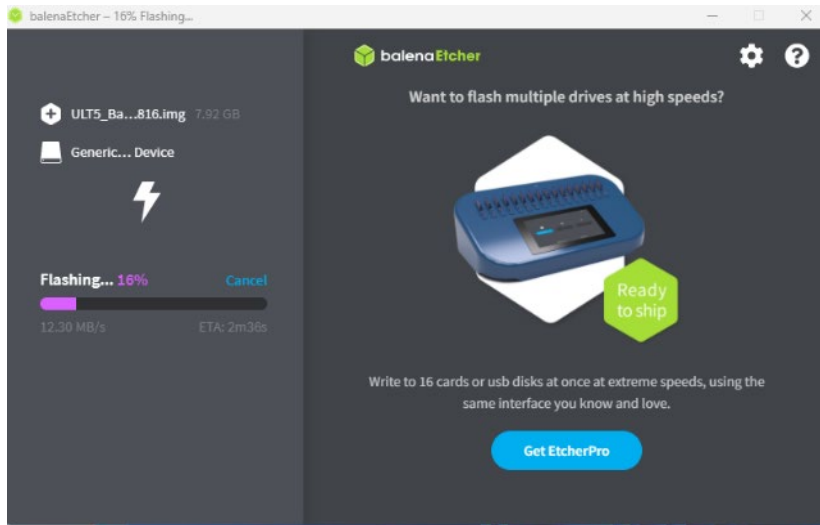 balenaEtcher – 16% Flashing...
balenaEtcher
Want to flash multiple drives at high speeds?
ULT5_Ba...816.img 7.92 GB
Generic... Device
Ready
to ship
Flashing... 16% Cancel
12.30 MB/s ETA: 2m36s
Write to 16 cards or usb disks at once at extreme speeds, using the
same interface you know and love.
Get EtcherPro